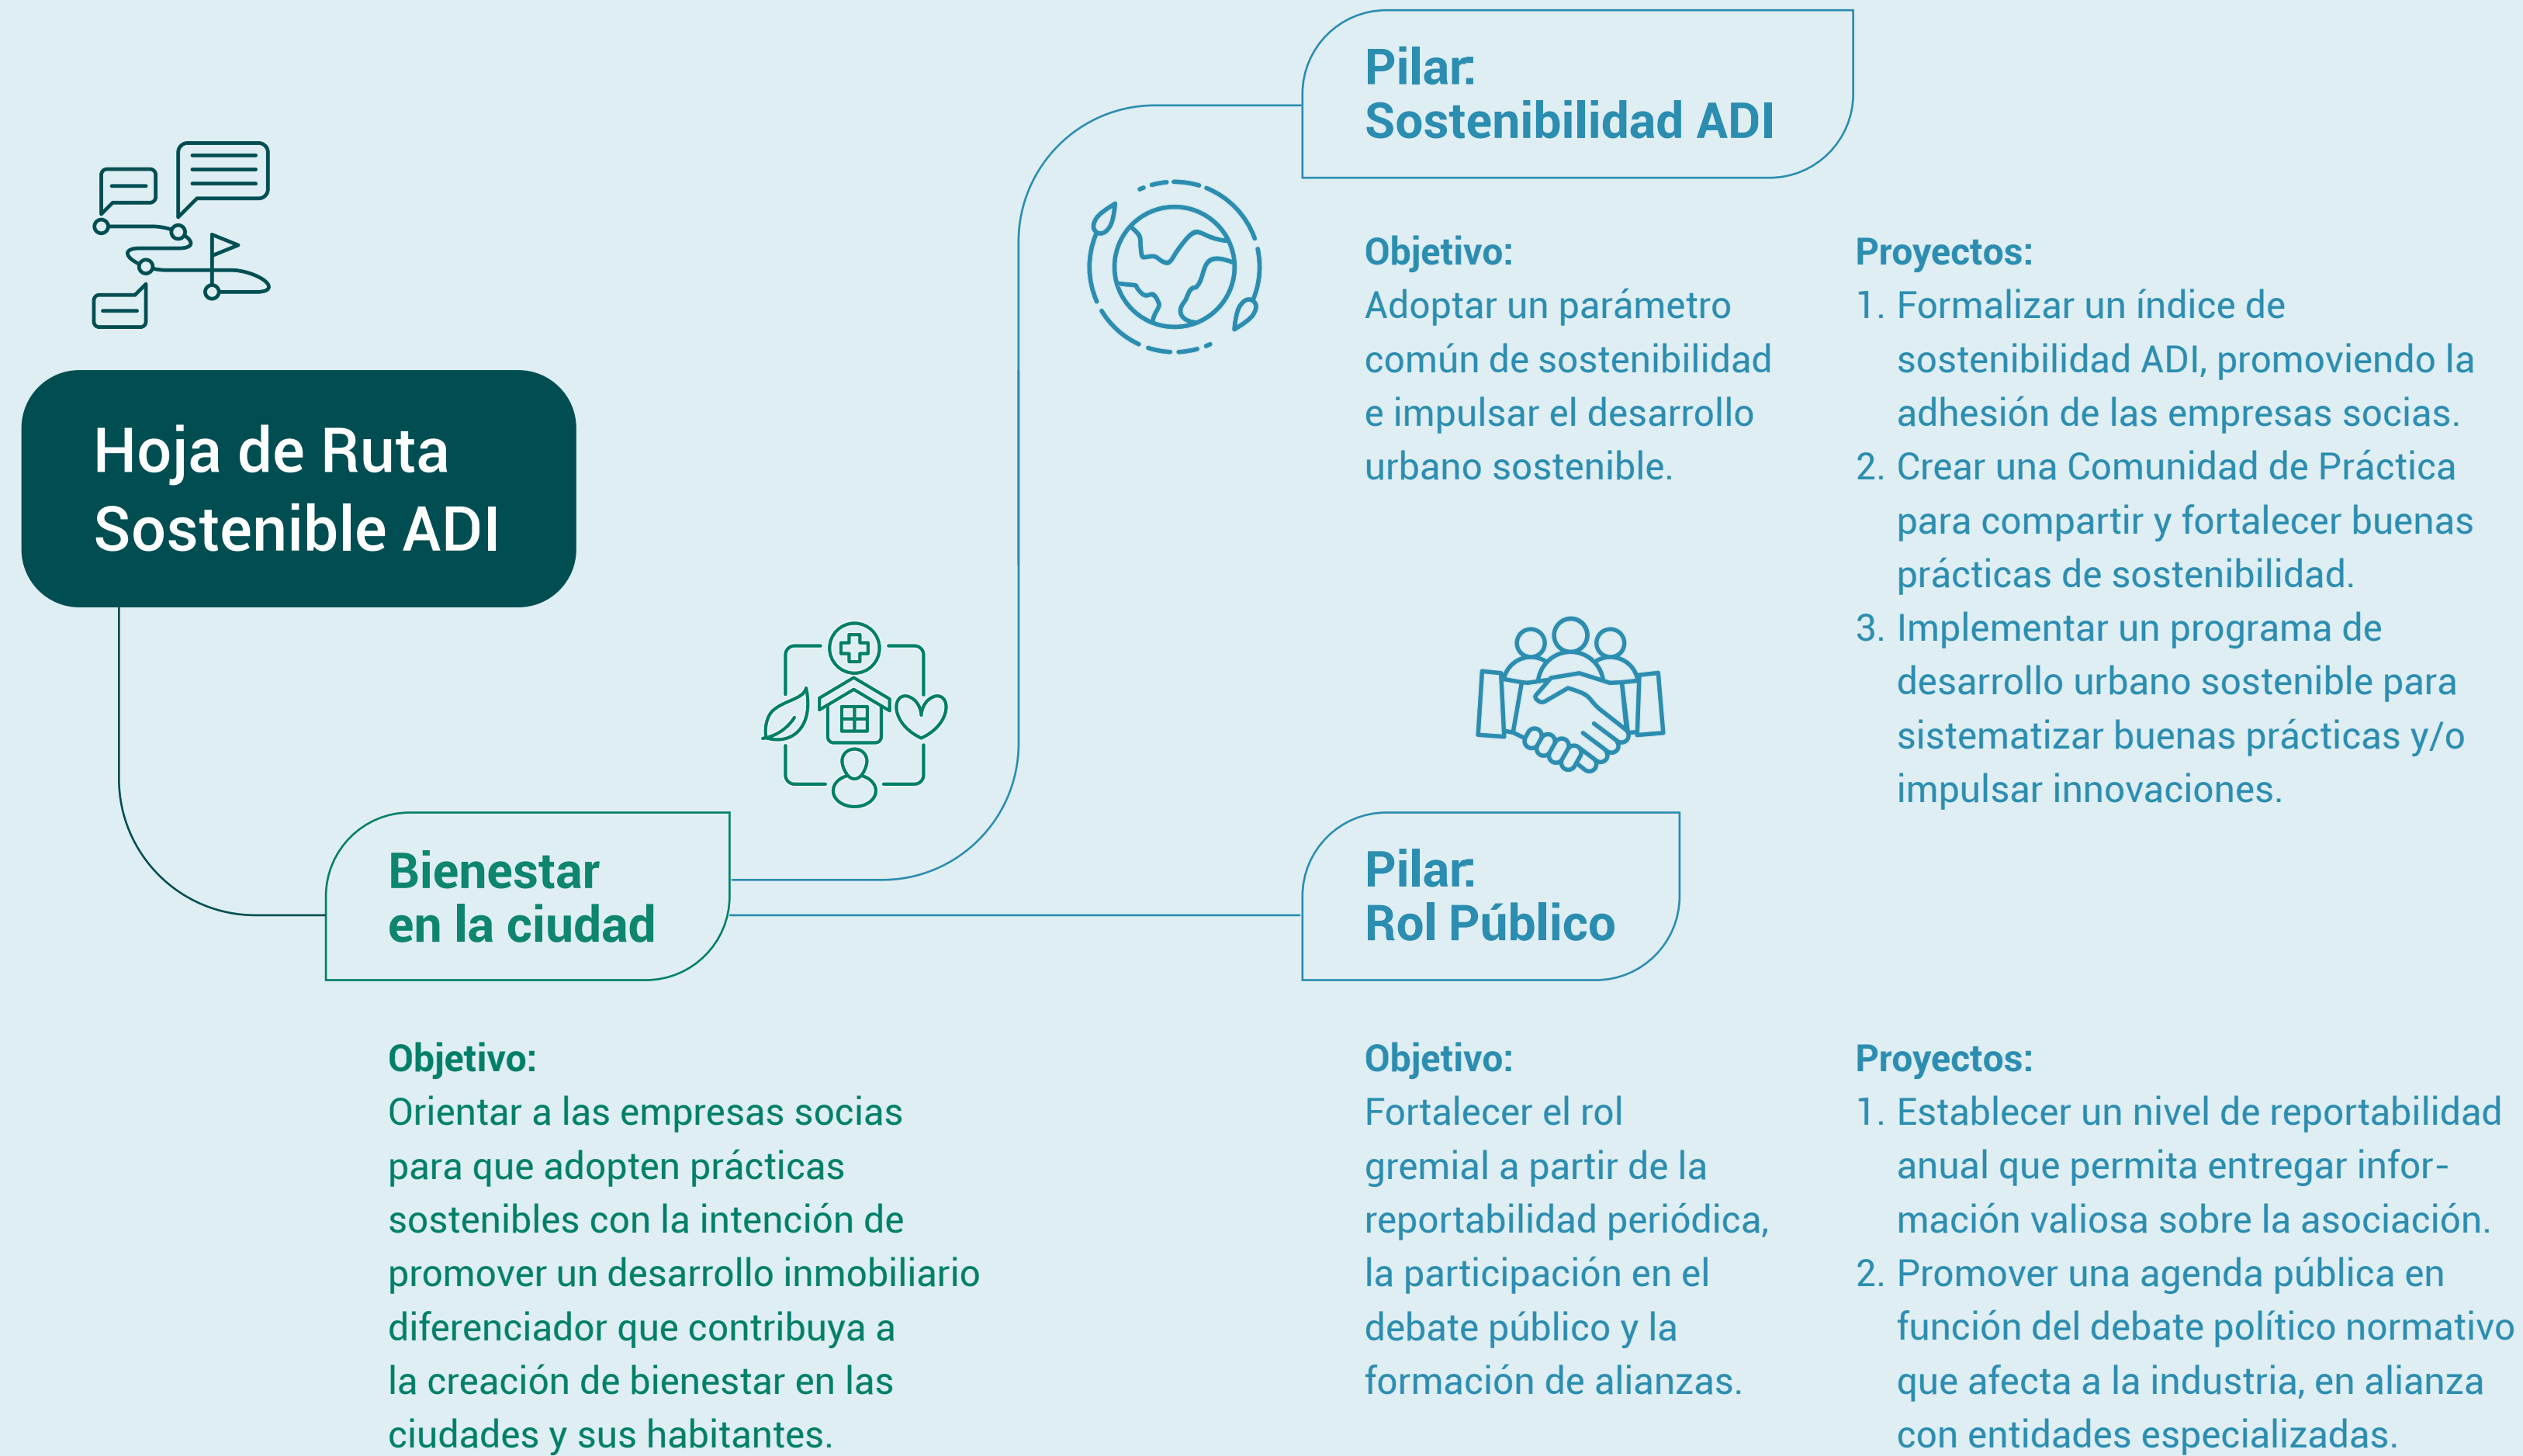 Hoja de Ruta
Sostenible ADI
Bienestar
en la ciudad
Objetivo:
Orientar a las empresas socias
para que adopten prácticas
sostenibles con la intención de
promover un desarrollo inmobiliario
diferenciador que contribuya a
la creación de bienestar en las
ciudades y sus habitantes.
Pilar:
Sostenibilidad ADI
Objetivo:
Adoptar un parámetro
común de sostenibilidad
e impulsar el desarrollo
urbano sostenible.
Proyectos:
1. Formalizar un índice de
sostenibilidad ADI, promoviendo la
adhesión de las empresas socias.
2. Crear una Comunidad de Práctica
para compartir y fortalecer buenas
prácticas de sostenibilidad.
3. Implementar un programa de
desarrollo urbano sostenible para
sistematizar buenas prácticas y/o
impulsar innovaciones.
Pilar:
Rol Público
Objetivo:
Fortalecer el rol
gremial a partir de la
reportabilidad periódica,
la participación en el
debate público y la
formación de alianzas.
Proyectos:
1. Establecer un nivel de reportabilidad
anual que permita entregar infor-
mación valiosa sobre la asociación.
2. Promover una agenda pública en
función del debate político normativo
que afecta a la industria, en alianza
con entidades especializadas.